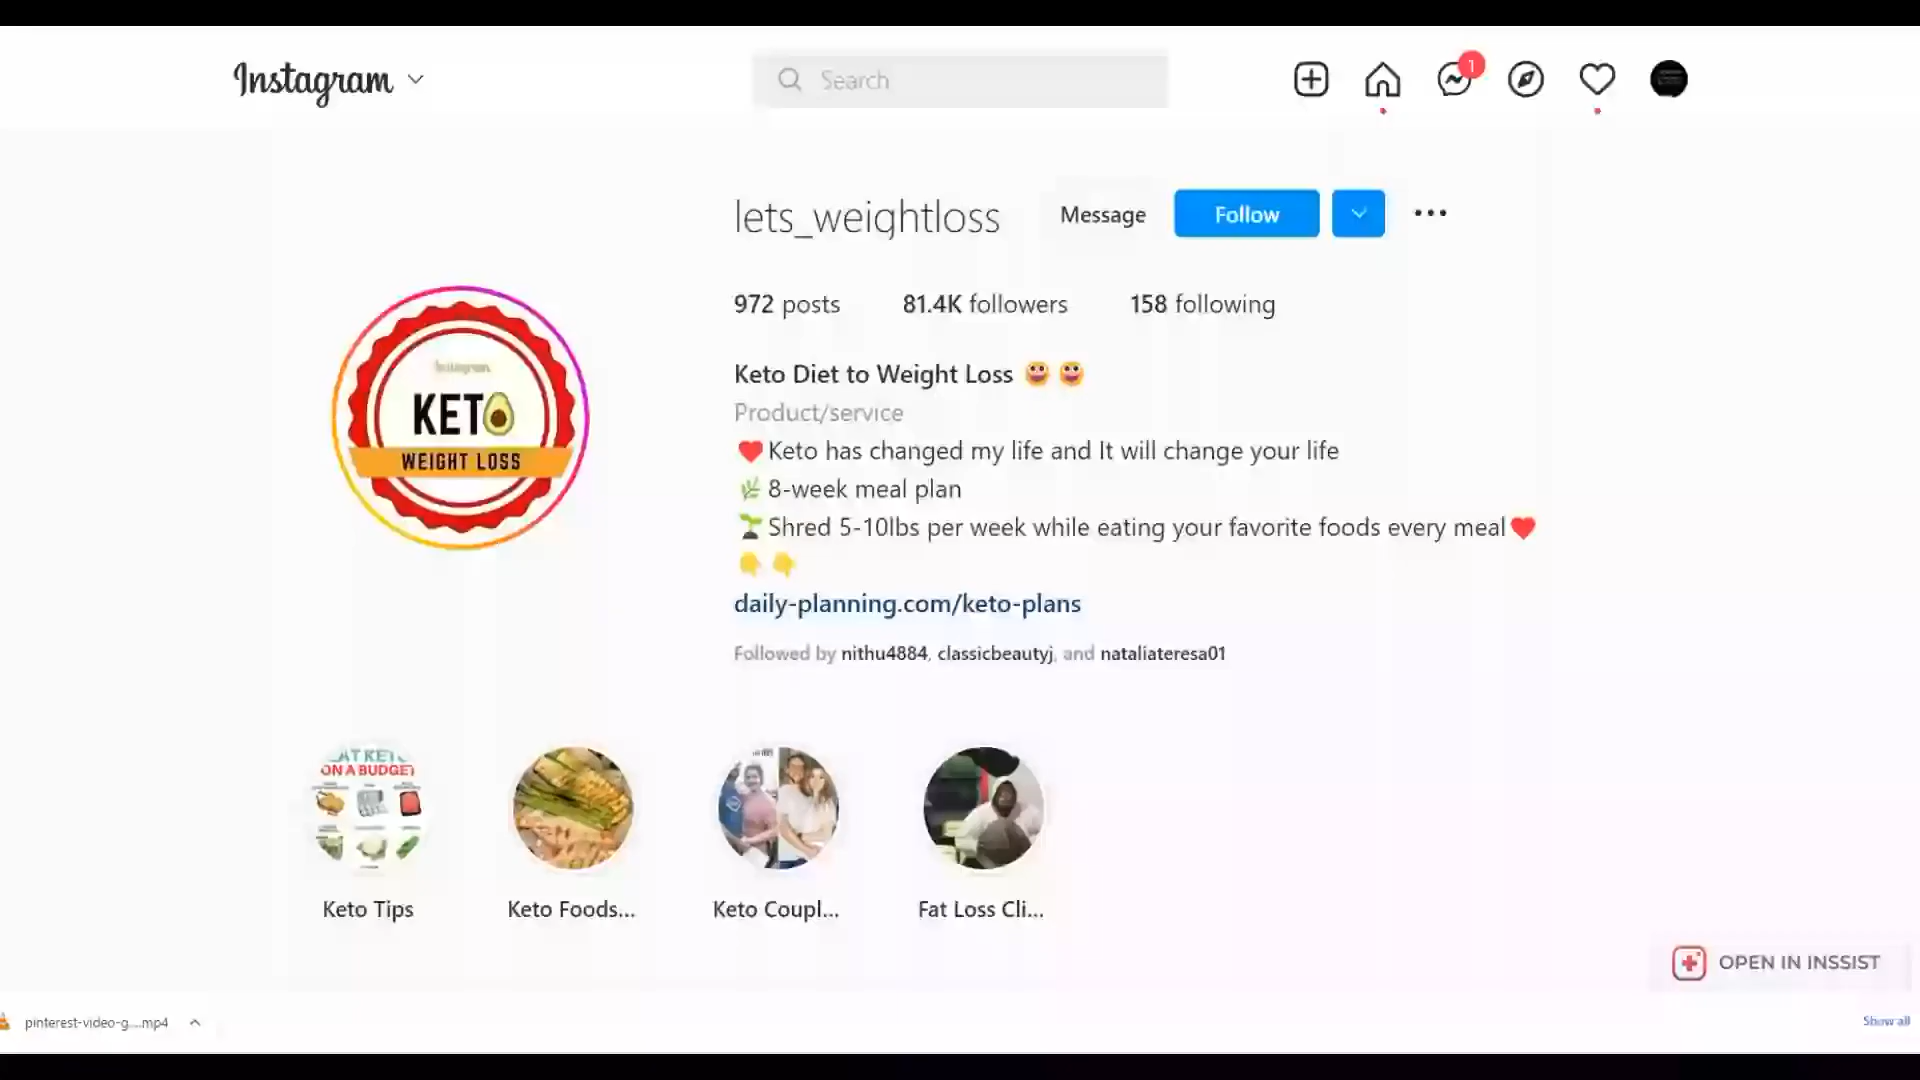 Instagram
Search
1
lets_weightloss
Message
Follow
972 posts
81.4K followers
158 following
Instagram
KETO
WEIGHT LOSS
Keto Diet to Weight Loss
Product/service
Keto has changed my life and It will change your life
8-week meal plan
Shred 5-10lbs per week while eating your favorite foods every meal
daily-planning.com/keto-plans
Followed by nithu4884, classicbeautyj, and nataliateresa01
ON A BUDGET
Keto Tips
Keto Foods...
Keto Coupl...
Fat Loss Cli...
OPEN IN INSSIST
pinterest-video-g....mp4
Show all